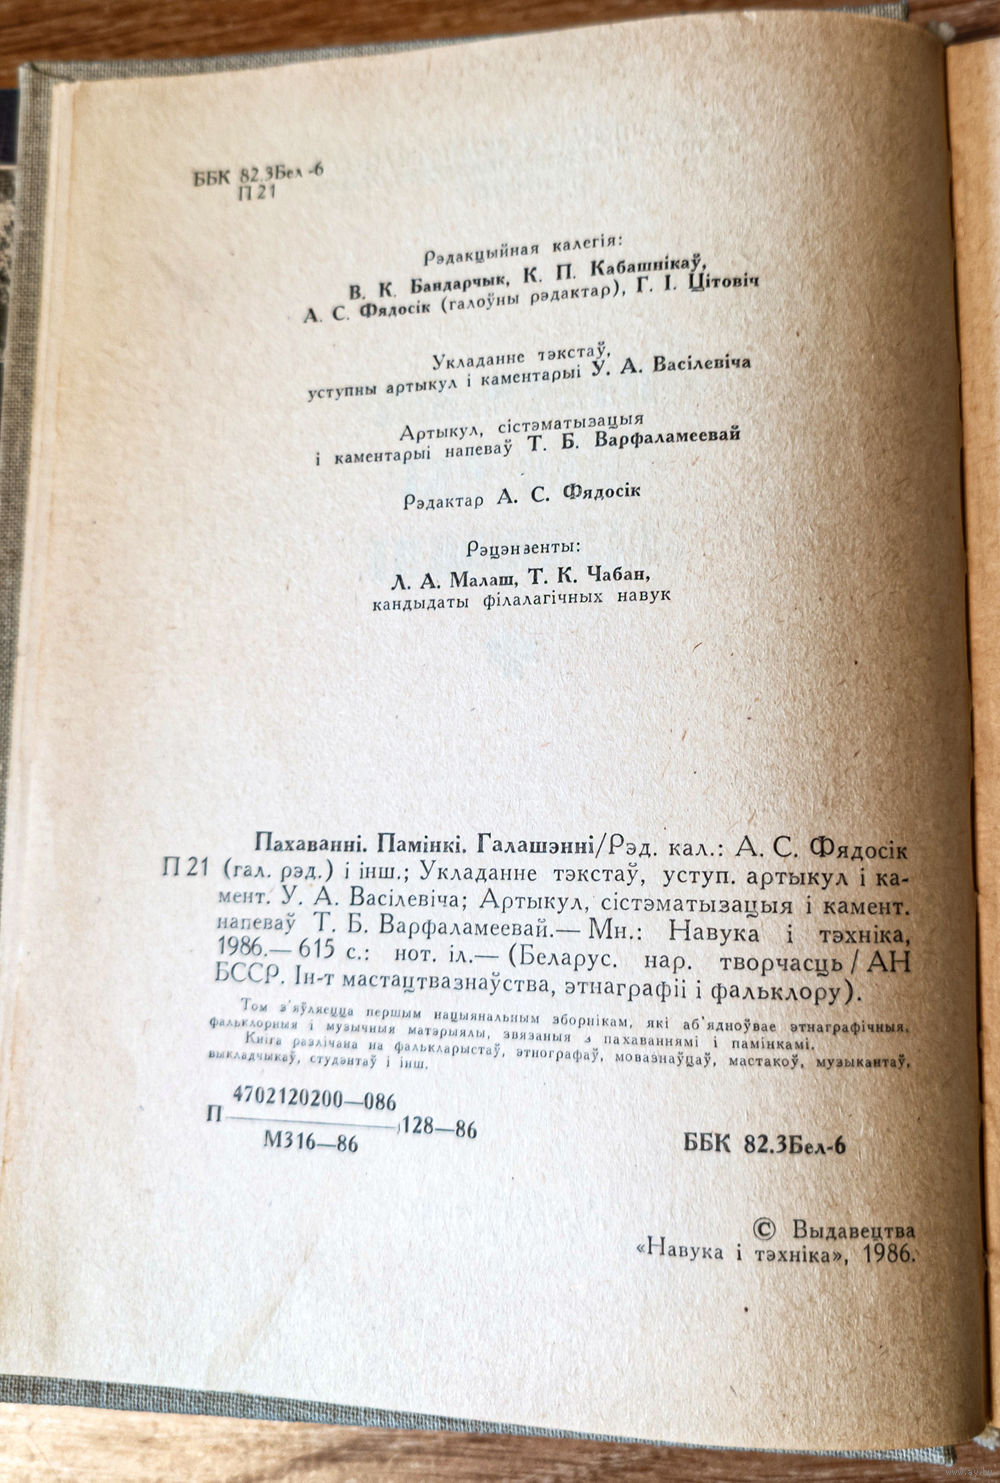 ББК 82.3Бел-6
П 21
Рэдакцыйная калегія:
В. К. Бандарчык, К. П. Кабашнікаў,
А. С. Фядосік (галоўны рэдактар), Г. І. Цітовіч
Укладанне тэкстаў,
уступны артыкул і каментарыі У. А. Васілевіча
Артыкул, сістэматызацыя
і каментарыі напеваў Т. Б. Варфаламеевай
Рэдактар А. С. Фядосік
Рэцэнзенты:
Л. А. Малаш, Т. К. Чабан,
кандыдаты філалагічных навук
Пахаванні. Памінкі. Галашэнні/Рэд. кал.: А. С. Фядосік
П 21 (гал. рэд.) і інш.; Укладанне тэкстаў, уступ. артыкул і ка-
мент. У. А. Васілевіча; Артыкул, сістэматызацыя і камент.
напеваў Т. Б. Варфаламеевай.— Мн.: Навука і тэхніка,
1986.— 615 с.: нот. іл.— (Беларус. нар. творчасць / АН
БССР. Ін-т мастацтвазнаўства, этнаграфіі і фальклору).
Том з'яўляецца першым нацыянальным зборнікам, які аб'ядноўвае этнаграфічныя,
фальклорныя і музычныя матэрыялы, звязаныя з пахаваннямі і памінкамі.
Кніга разлічана на фалькларыстаў, этнографаў, мовазнаўцаў, мастакоў, музыкантаў,
выкладчыкаў, студэнтаў і інш.
4702120200—086
П 128—86
М316—86
ББК 82.3Бел-6
© Выдавецтва
«Навука і тэхніка», 1986.